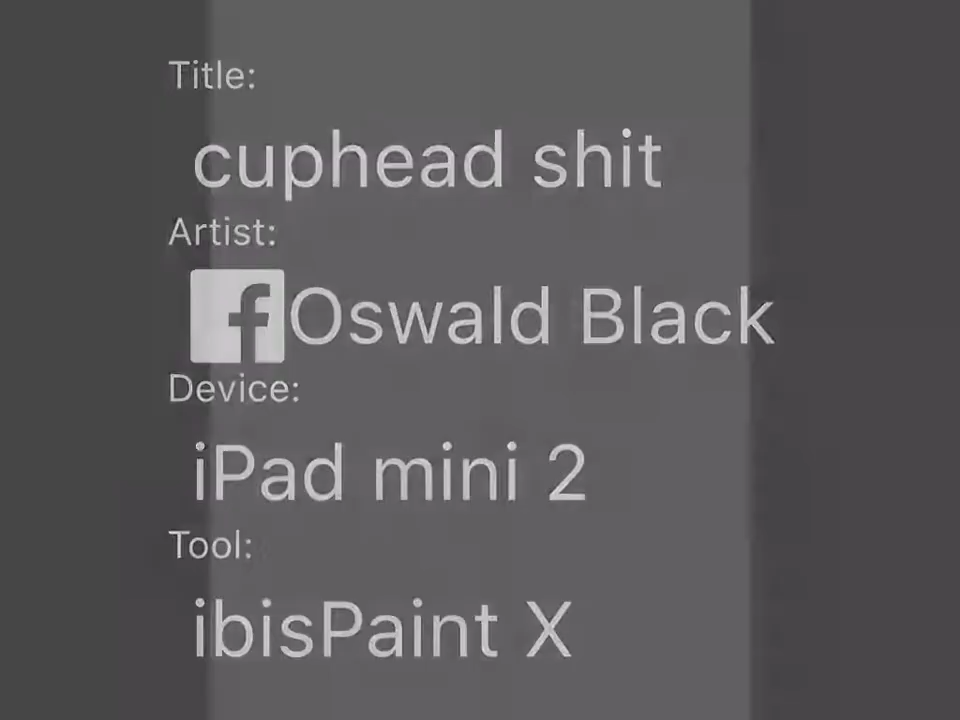 Title:
cuphead shit
Artist:
Oswald Black
Device:
iPad mini 2
Tool:
ibisPaint X